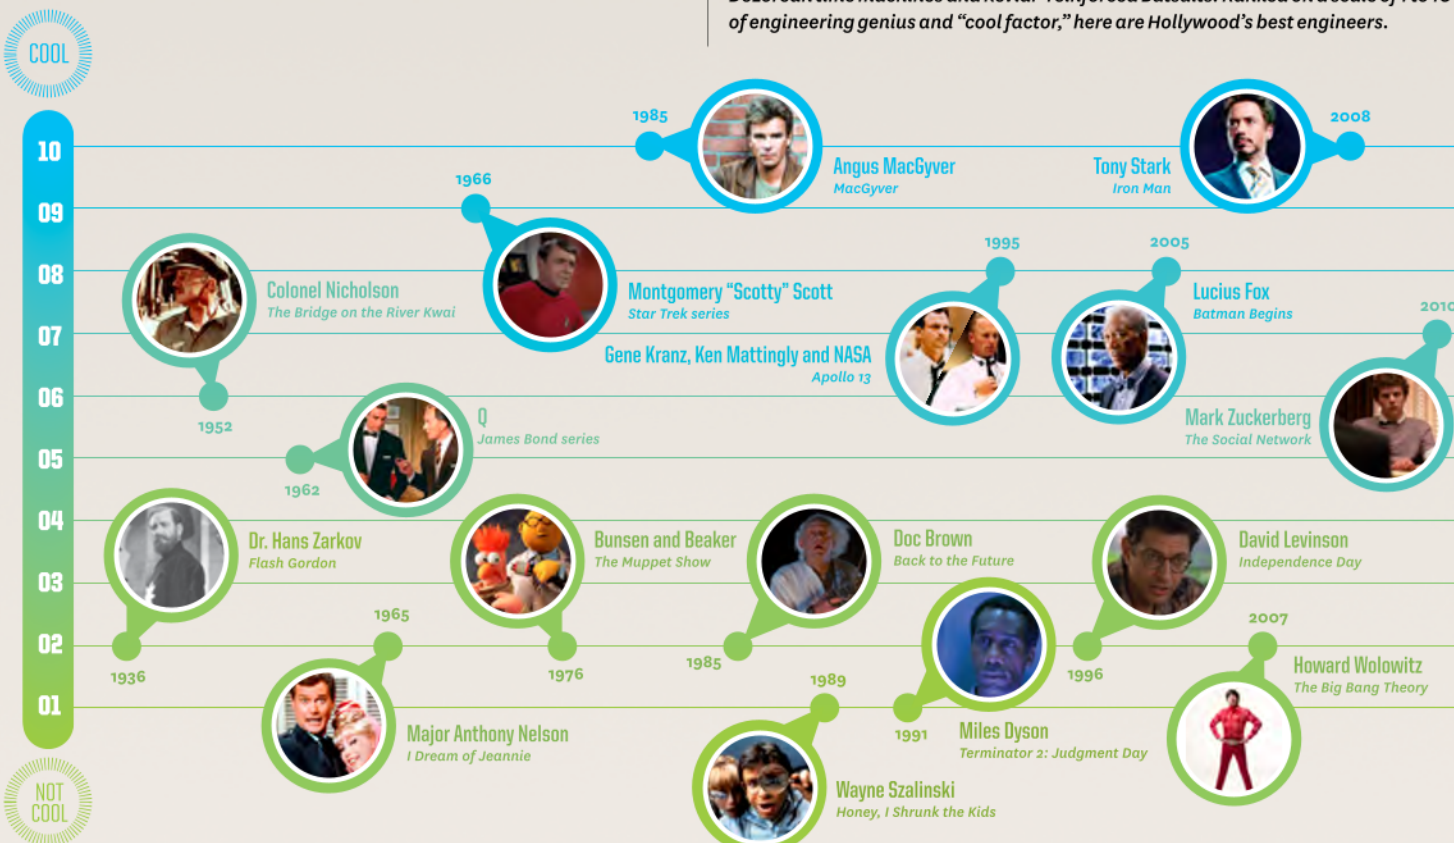 of engineering genius and “cool factor,” here are Hollywood’s best engineers.
COOL
10
09
08
07
06
05
04
03
02
01
NOT
COOL
1985
Angus MacGyver
MacGyver
2008
Tony Stark
Iron Man
1966
Montgomery “Scotty” Scott
Star Trek series
Colonel Nicholson
The Bridge on the River Kwai
1952
1995
Gene Kranz, Ken Mattingly and NASA
Apollo 13
2005
Lucius Fox
Batman Begins
2010
Mark Zuckerberg
The Social Network
Q
James Bond series
1962
Dr. Hans Zarkov
Flash Gordon
1936
1965
Major Anthony Nelson
I Dream of Jeannie
Bunsen and Beaker
The Muppet Show
1976
Doc Brown
Back to the Future
1985
1989
Wayne Szalinski
Honey, I Shrunk the Kids
1991
Miles Dyson
Terminator 2: Judgment Day
David Levinson
Independence Day
1996
2007
Howard Wolowitz
The Big Bang Theory